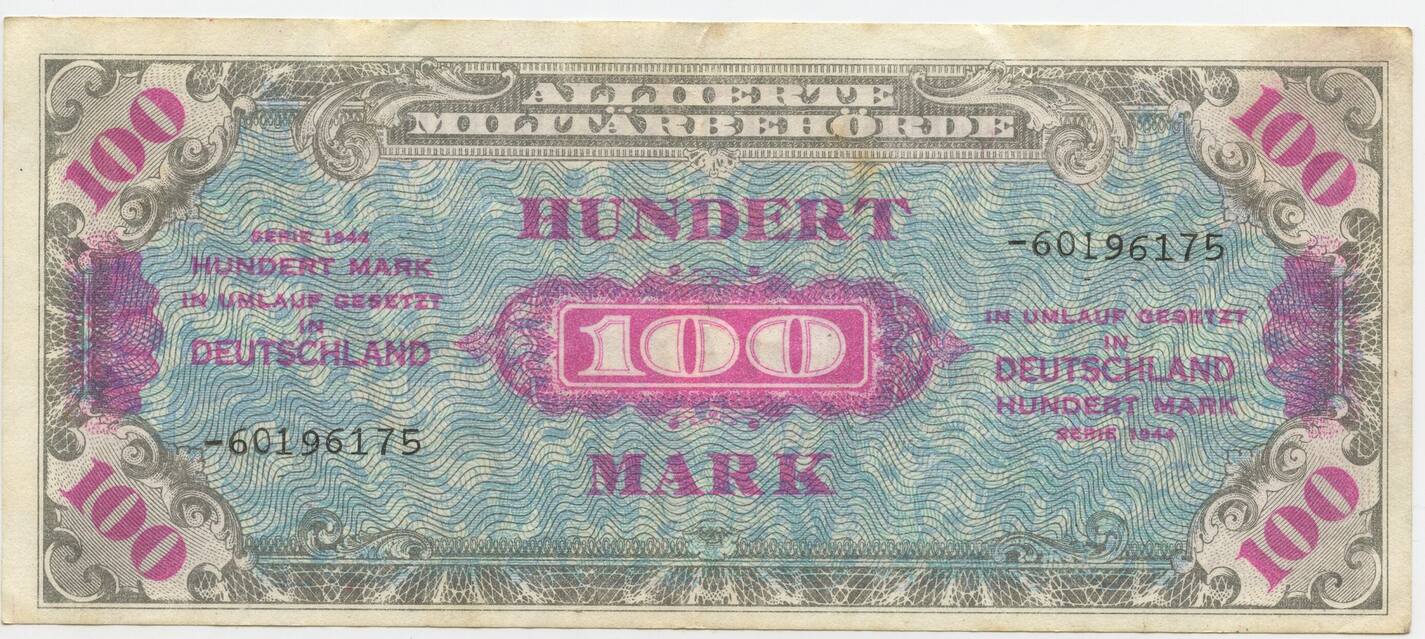 100
ALLIIERTE
MILITÄRBEHÖRDE
100
HUNDERT
SERIE 1944
HUNDERT MARK
IN UMLAUF GESETZT
IN
DEUTSCHLAND
-60196175
100
-60196175
IN UMLAUF GESETZT
IN
DEUTSCHLAND
HUNDERT MARK
SERIE 1944
MARK
100
100